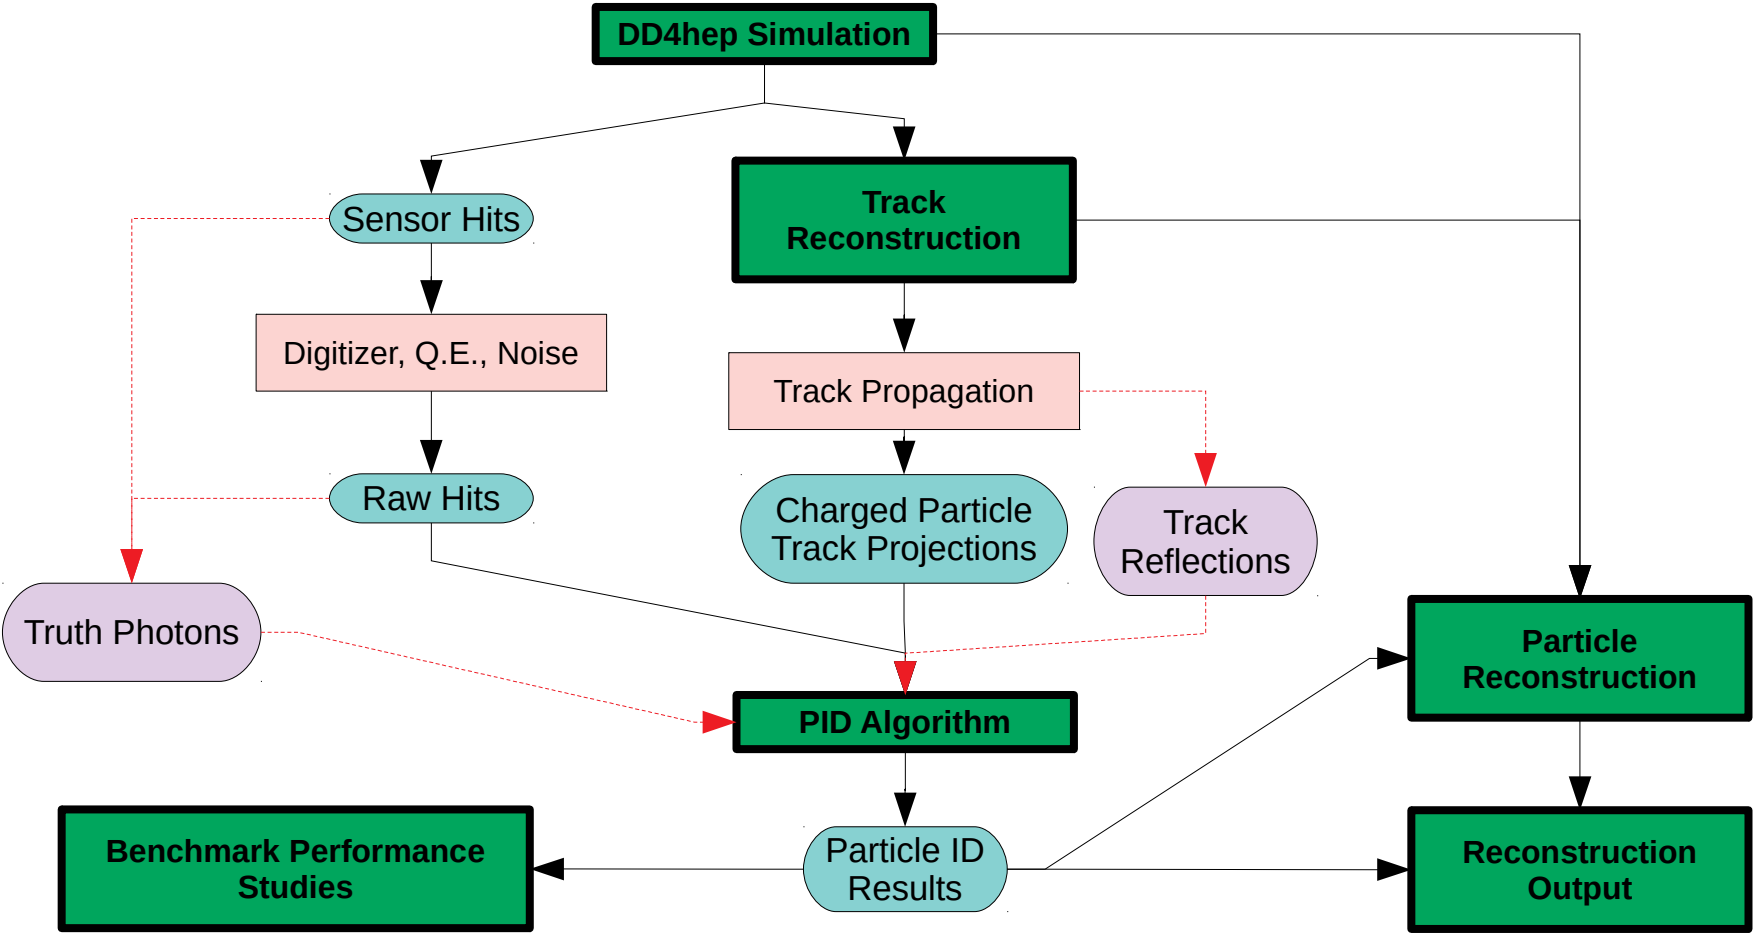 DD4hep Simulation
Track
Reconstruction
Sensor Hits
Digitizer, Q.E., Noise
Track Propagation
Raw Hits
Charged Particle
Track Projections
Track
Reflections
Truth Photons
Particle
Reconstruction
PID Algorithm
Benchmark Performance
Studies
Particle ID
Results
Reconstruction
Output